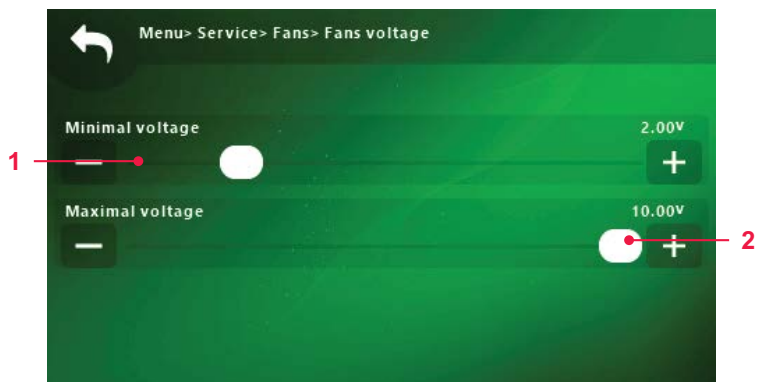 Menu> Service> Fans> Fans voltage
Minimal voltage 2.00V
1 − +
Maximal voltage 10.00V
− + 2